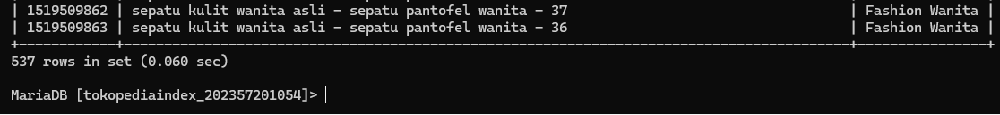 | 1519509862 | sepatu kulit wanita asli - sepatu pantofel wanita - 37 | Fashion Wanita |
| 1519509863 | sepatu kulit wanita asli - sepatu pantofel wanita - 36 | Fashion Wanita |
+------------+------------------------------------------------------------------------------------------+----------------+
537 rows in set (0.060 sec)
MariaDB [tokopediaindex_202357201054]>